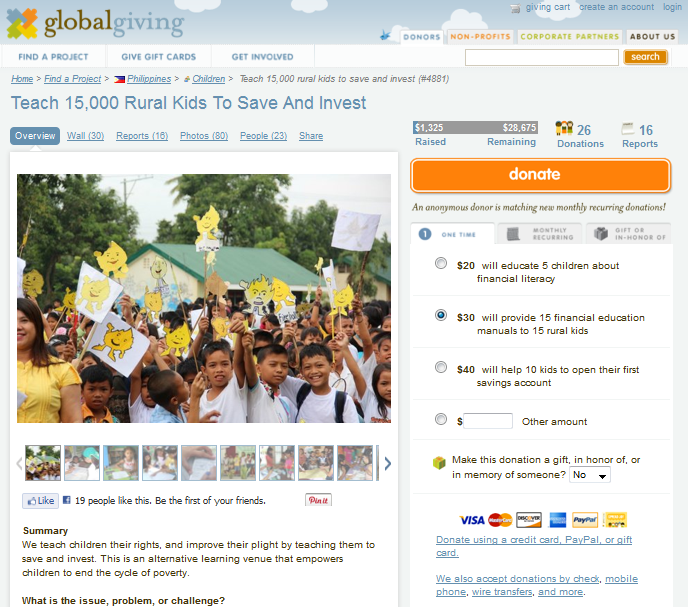 globalgiving
giving cart create an account login
DONORS NON-PROFITS CORPORATE PARTNERS ABOUT US
FIND A PROJECT GIVE GIFT CARDS GET INVOLVED
search
Home > Find a Project > Philippines > Children > Teach 15,000 rural kids to save and invest (#4881)
Teach 15,000 Rural Kids To Save And Invest
Overview Wall (30) Reports (16) Photos (80) People (23) Share
$1,325 $28,675
Raised Remaining
26
Donations
16
Reports
donate
An anonymous donor is matching new monthly recurring donations!
1 ONE TIME
MONTHLY
RECURRING
GIFT OR
IN-HONOR OF
$20 will educate 5 children about
financial literacy
$30 will provide 15 financial education
manuals to 15 rural kids
$40 will help 10 kids to open their first
savings account
$ Other amount
Make this donation a gift, in honor of, or
in memory of someone? No
VISA MasterCard DISCOVER PayPal
Donate using a credit card, PayPal, or gift
card.
We also accept donations by check, mobile
phone, wire transfers, and more.
Like 19 people like this. Be the first of your friends. Pin it
Summary
We teach children their rights, and improve their plight by teaching them to
save and invest. This is an alternative learning venue that empowers
children to end the cycle of poverty.
What is the issue, problem, or challenge?